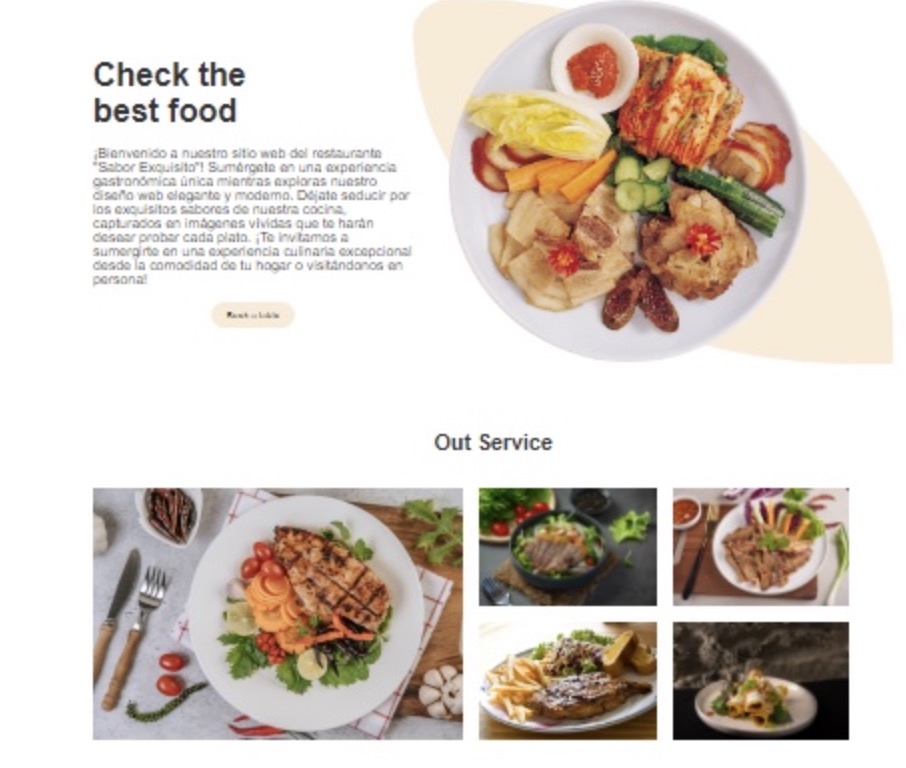 Check the
best food
¡Bienvenido a nuestro sitio web del restaurante
"Sabor Exquisito"! Sumérgete en una experiencia
gastronómica única mientras exploras nuestro
diseño web elegante y moderno. Déjate seducir por
los exquisitos sabores de nuestra cocina,
capturados en imágenes vívidas que te harán
desear probar cada plato. ¡Te invitamos a
sumergirte en una experiencia culinaria excepcional
desde la comodidad de tu hogar o visitándonos en
persona!
Out Service